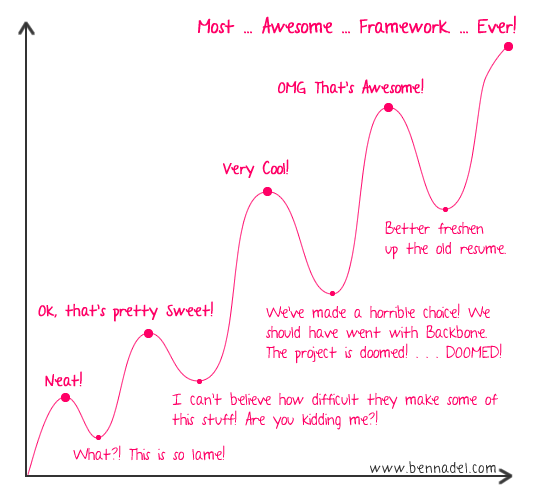 Most ... Awesome ... Framework ... Ever!
OMG That's Awesome!
Very Cool!
Better freshen
up the old resume.
Ok, that's pretty Sweet!
We've made a horrible choice! We
should have went with Backbone.
The project is doomed! . . . DOOMED!
Neat!
I can't believe how difficult they make some of
this stuff! Are you kidding me?!
What?! This is so lame!
www.bennadel.com